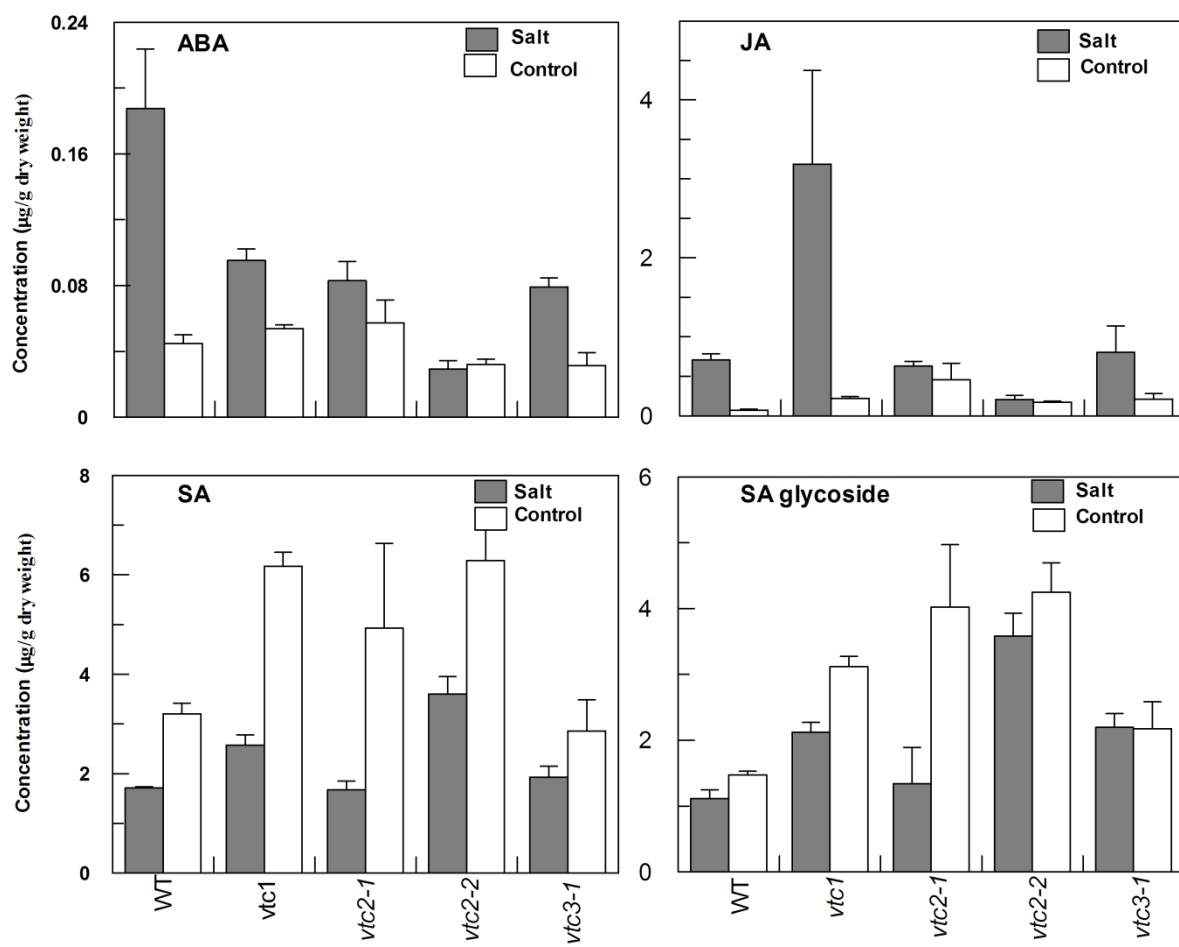 0.24
ABA
Salt
Control
0.16
0.08
0
Concentration (µg/g dry weight)
JA
Salt
Control
4
2
0
8
SA
Salt
Control
6
4
2
0
Concentration (µg/g dry weight)
WT
vtc1
vtc2-1
vtc2-2
vtc3-1
6
SA glycoside
Salt
Control
4
2
0
WT
vtc1
vtc2-1
vtc2-2
vtc3-1